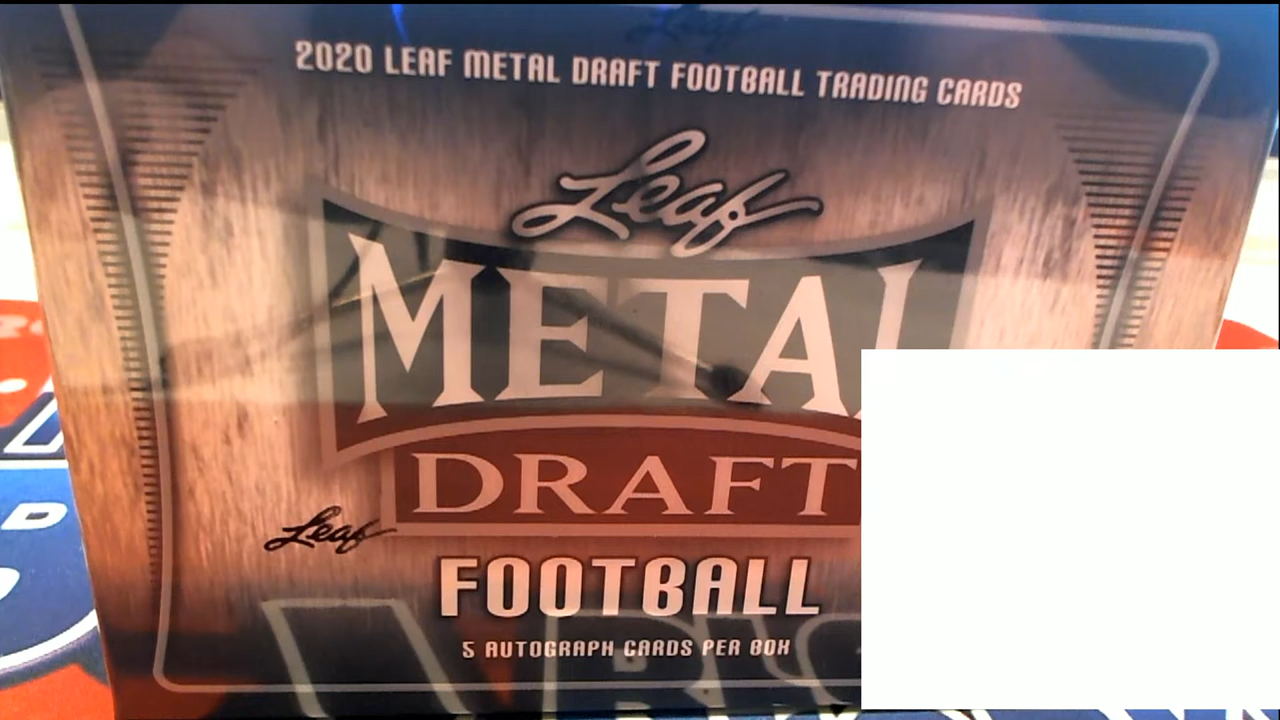 2020 LEAF METAL DRAFT FOOTBALL TRADING CARDS
Leaf
METAL
DRAFT
Leaf
FOOTBALL
5 AUTOGRAPH CARDS PER BOX